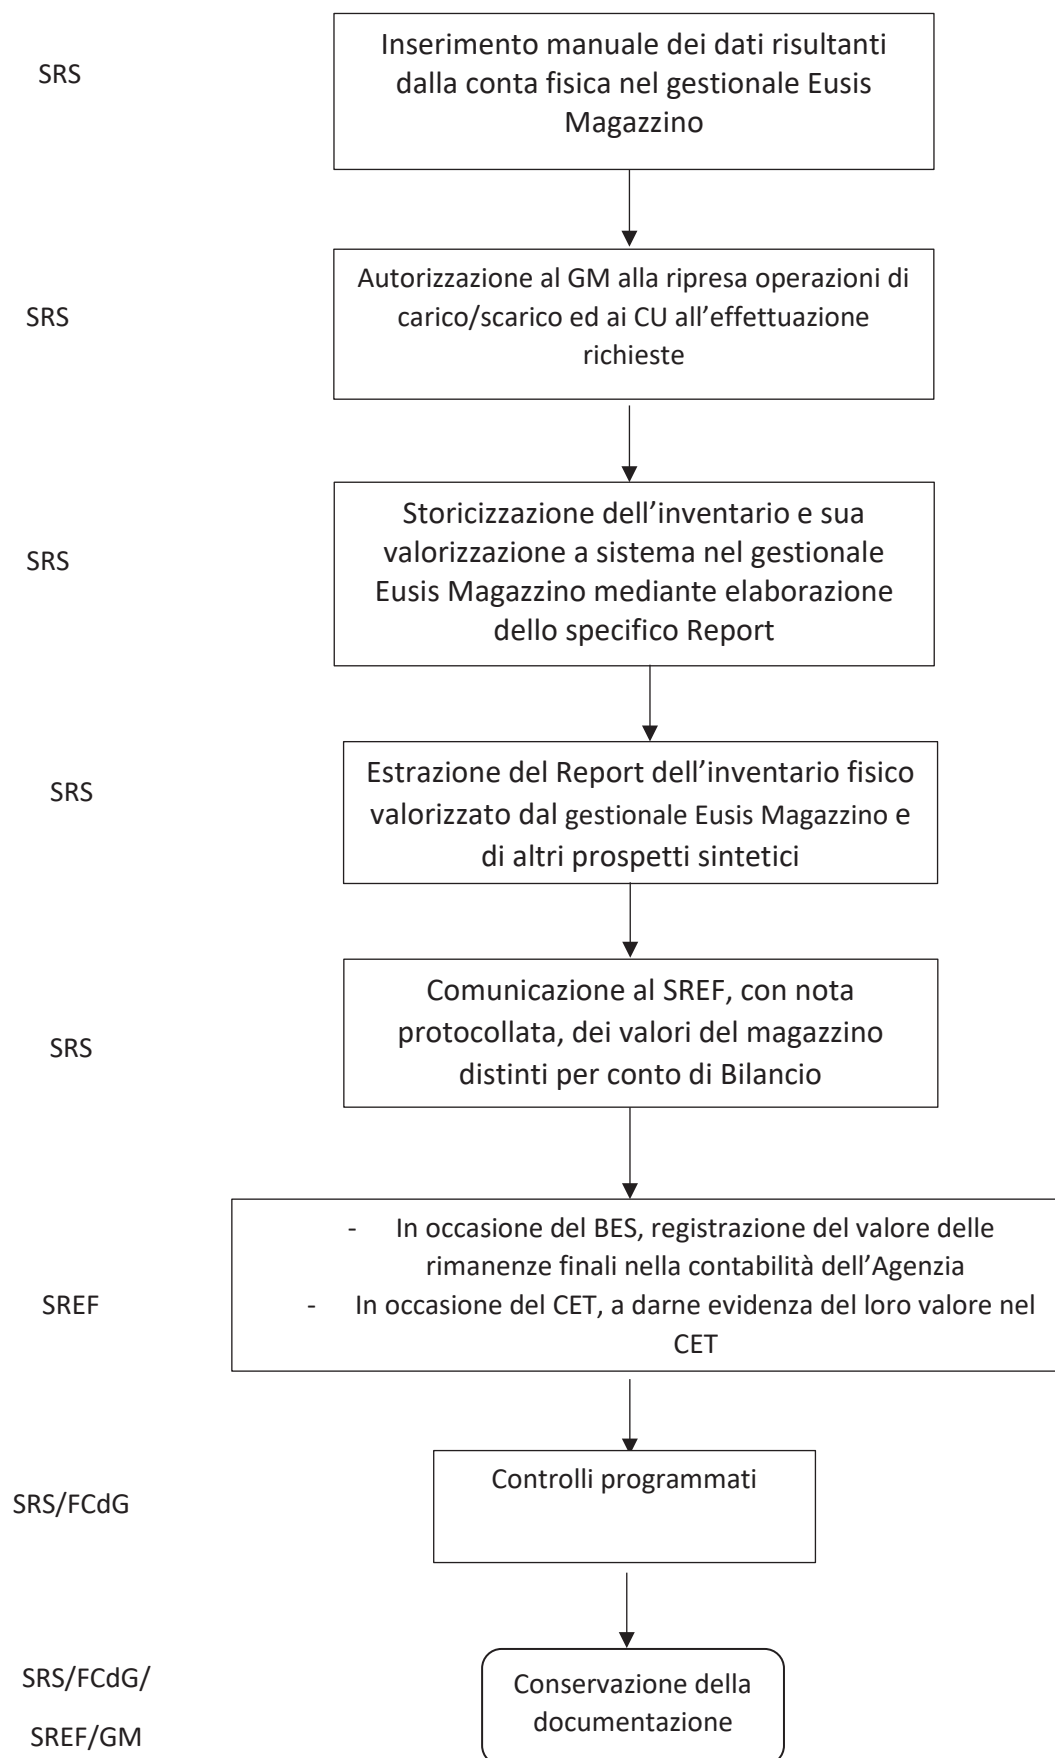 SRS
Inserimento manuale dei dati risultanti
dalla conta fisica nel gestionale Eusis
Magazzino
SRS
Autorizzazione al GM alla ripresa operazioni di
carico/scarico ed ai CU all’effettuazione
richieste
SRS
Storicizzazione dell’inventario e sua
valorizzazione a sistema nel gestionale
Eusis Magazzino mediante elaborazione
dello specifico Report
SRS
Estrazione del Report dell’inventario fisico
valorizzato dal gestionale Eusis Magazzino e
di altri prospetti sintetici
SRS
Comunicazione al SREF, con nota
protocollata, dei valori del magazzino
distinti per conto di Bilancio
SREF
- In occasione del BES, registrazione del valore delle
rimanenze finali nella contabilità dell’Agenzia
- In occasione del CET, a darne evidenza del loro valore nel
CET
SRS/FCdG
Controlli programmati
SRS/FCdG/
SREF/GM
Conservazione della
documentazione